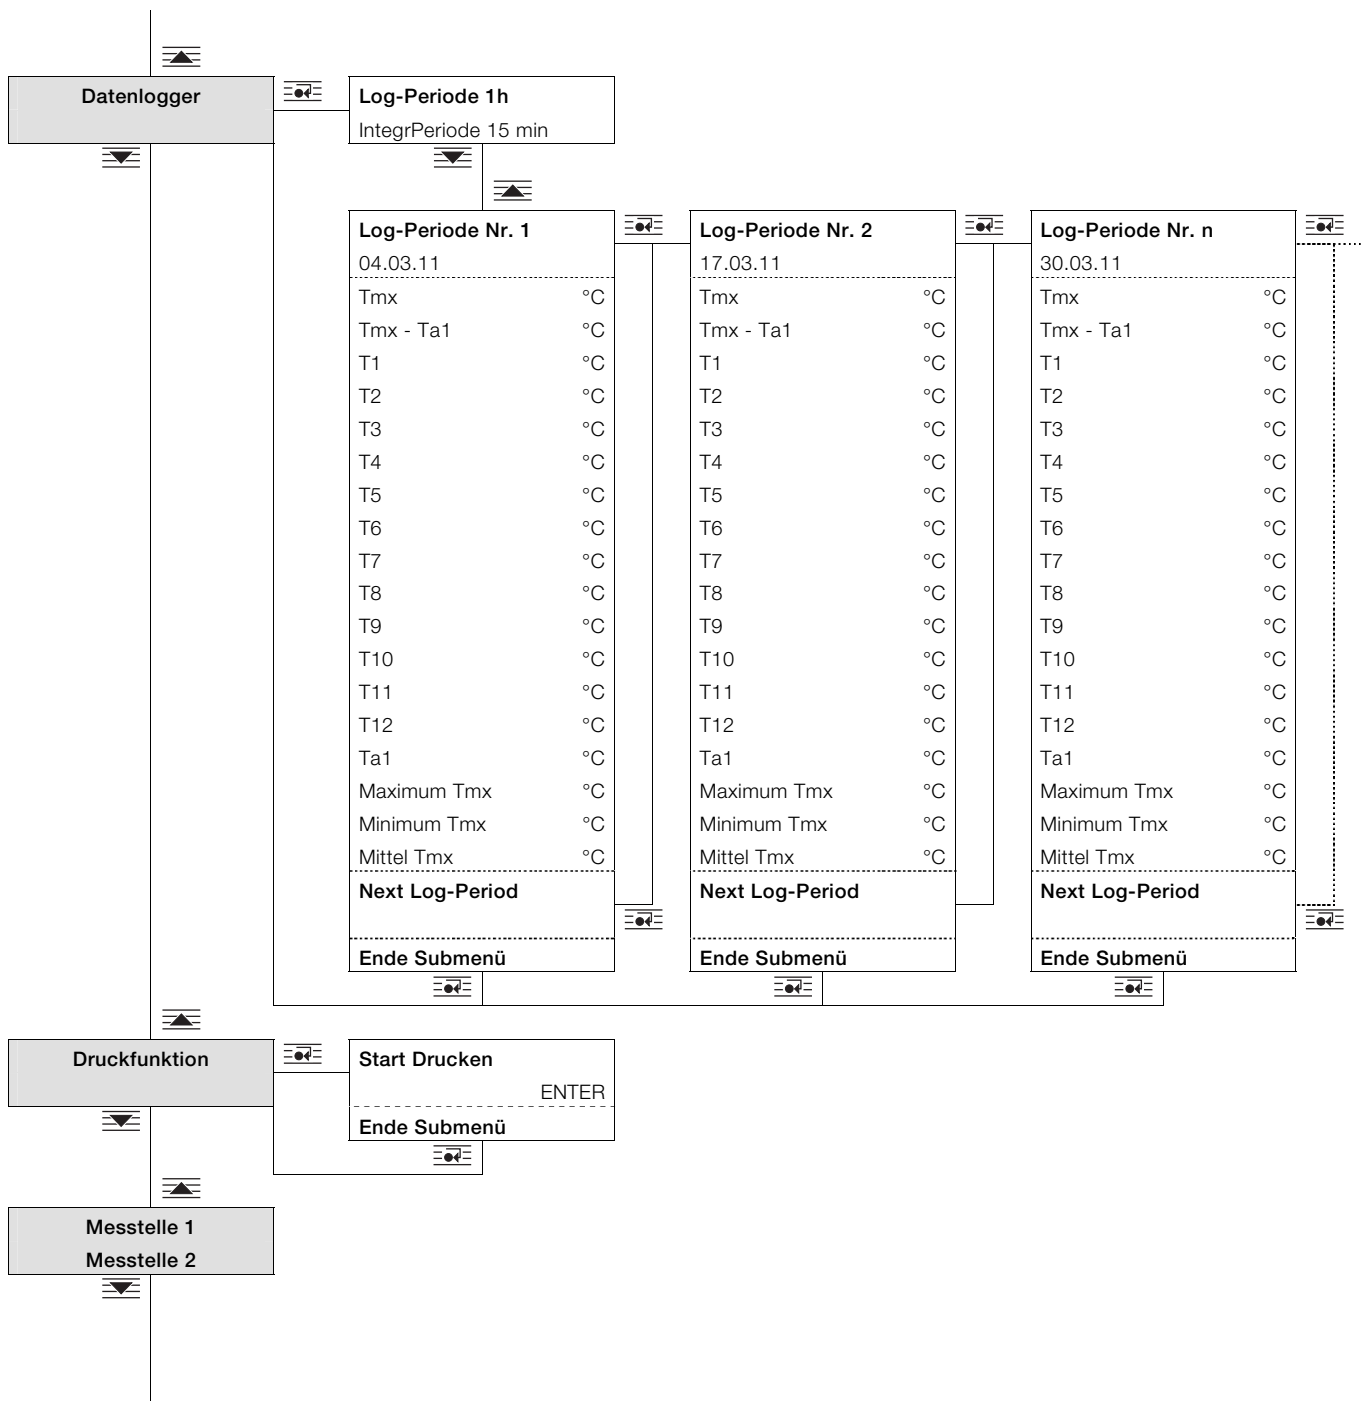 Datenlogger
Log-Periode 1h
IntegrPeriode 15 min
Log-Periode Nr. 1
04.03.11
Tmx °C
Tmx - Ta1 °C
T1 °C
T2 °C
T3 °C
T4 °C
T5 °C
T6 °C
T7 °C
T8 °C
T9 °C
T10 °C
T11 °C
T12 °C
Ta1 °C
Maximum Tmx °C
Minimum Tmx °C
Mittel Tmx °C
Next Log-Period
Ende Submenü
Log-Periode Nr. 2
17.03.11
Tmx °C
Tmx - Ta1 °C
T1 °C
T2 °C
T3 °C
T4 °C
T5 °C
T6 °C
T7 °C
T8 °C
T9 °C
T10 °C
T11 °C
T12 °C
Ta1 °C
Maximum Tmx °C
Minimum Tmx °C
Mittel Tmx °C
Next Log-Period
Ende Submenü
Log-Periode Nr. n
30.03.11
Tmx °C
Tmx - Ta1 °C
T1 °C
T2 °C
T3 °C
T4 °C
T5 °C
T6 °C
T7 °C
T8 °C
T9 °C
T10 °C
T11 °C
T12 °C
Ta1 °C
Maximum Tmx °C
Minimum Tmx °C
Mittel Tmx °C
Next Log-Period
Ende Submenü
Druckfunktion
Start Drucken
ENTER
Ende Submenü
Messtelle 1
Messtelle 2